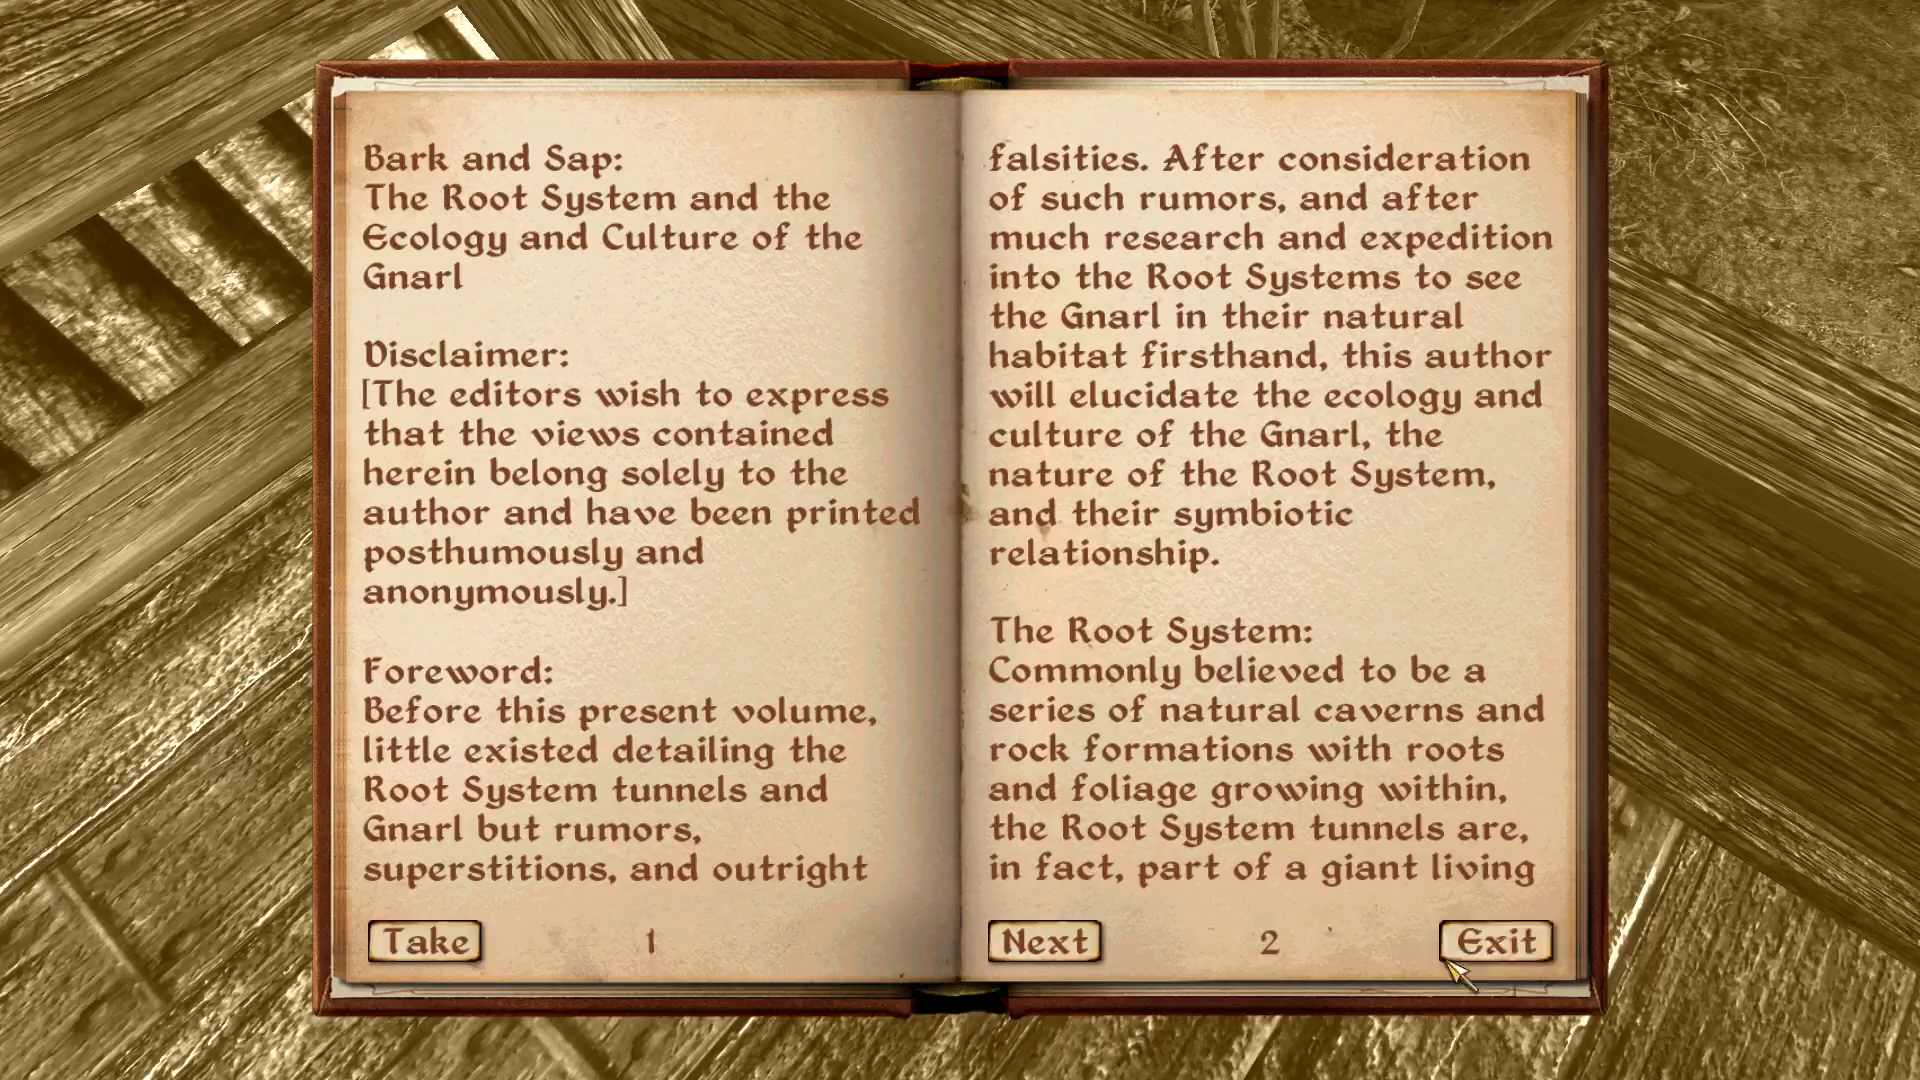 Bark and Sap:
The Root System and the
Ecology and Culture of the
Gnarl
Disclaimer:
[The editors wish to express
that the views contained
herein belong solely to the
author and have been printed
posthumously and
anonymously.]
Foreword:
Before this present volume,
little existed detailing the
Root System tunnels and
Gnarl but rumors,
superstitions, and outright
Take
1
falsities. After consideration
of such rumors, and after
much research and expedition
into the Root Systems to see
the Gnarl in their natural
habitat firsthand, this author
will elucidate the ecology and
culture of the Gnarl, the
nature of the Root System,
and their symbiotic
relationship.
The Root System:
Commonly believed to be a
series of natural caverns and
rock formations with roots
and foliage growing within,
the Root System tunnels are,
in fact, part of a giant living
Next
2
Exit